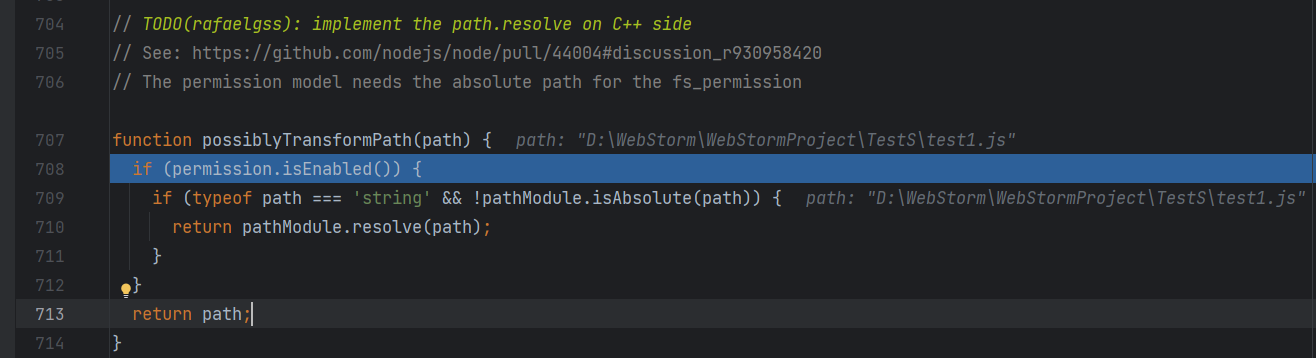 704 // TODO(rafaelgss): implement the path.resolve on C++ side
705 // See: https://github.com/nodejs/node/pull/44004#discussion_r930958420
706 // The permission model needs the absolute path for the fs_permission
707 function possiblyTransformPath(path) { path: "D:\WebStorm\WebStormProject\TestS\test1.js"
708 if (permission.isEnabled()) {
709 if (typeof path === 'string' && !pathModule.isAbsolute(path)) { path: "D:\WebStorm\WebStormProject\TestS\test1.js"
710 return pathModule.resolve(path);
711 }
712 }
713 return path;
714 }